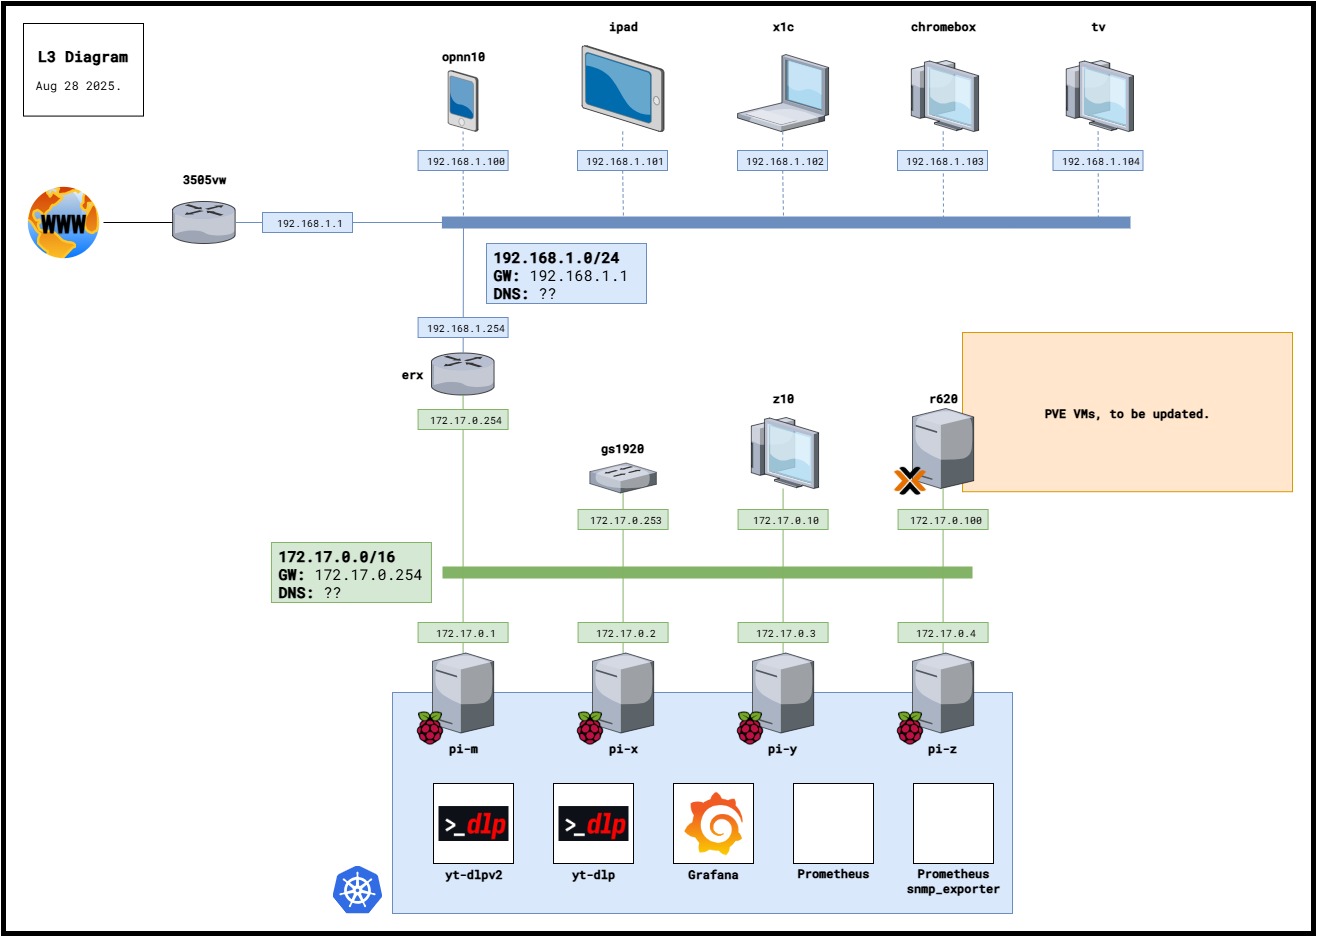 L3 Diagram
Aug 28 2025.
opnn10
ipad
x1c
chromebox
tv
192.168.1.100
192.168.1.101
192.168.1.102
192.168.1.103
192.168.1.104
WWW
3505vw
192.168.1.1
192.168.1.0/24
GW: 192.168.1.1
DNS: ??
192.168.1.254
erx
172.17.0.254
gs1920
z10
r620
PVE VMs, to be updated.
172.17.0.253
172.17.0.10
172.17.0.100
172.17.0.0/16
GW: 172.17.0.254
DNS: ??
172.17.0.1
172.17.0.2
172.17.0.3
172.17.0.4
pi-m
pi-x
pi-y
pi-z
>_dlp
>_dlp
yt-dlpv2
yt-dlp
Grafana
Prometheus
Prometheus
snmp_exporter